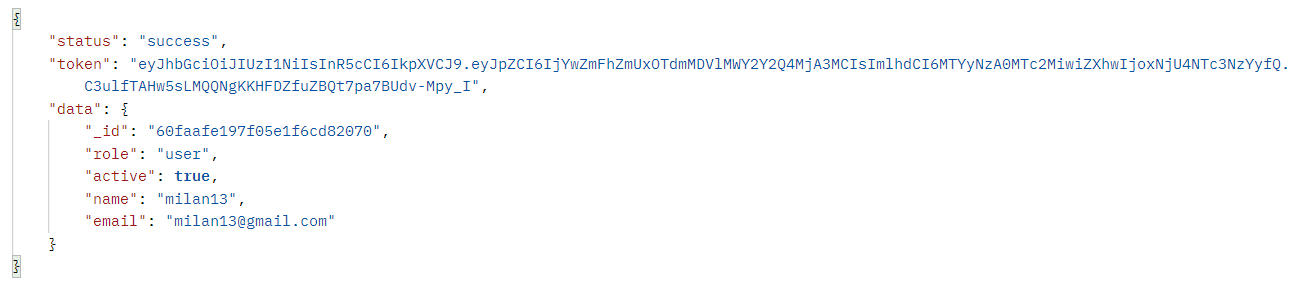 {
"status": "success",
"token": "eyJhbGciOiJIUzI1NiIsInR5cCI6IkpXVCJ9.eyJpZCI6IjYwZmFhZmUxOTdmMDVlMWY2Y2Q4MjA3MCIsImlhdCI6MTYyNzA0MTc2MiwiZXhwIjoxNjU4NTc3NzYyfQ.
C3ulfTAHw5sLMQQNgKKHFDZfuZBQt7pa7BUdv-Mpy_I",
"data": {
"_id": "60faafe197f05e1f6cd82070",
"role": "user",
"active": true,
"name": "milan13",
"email": "milan13@gmail.com"
}
}